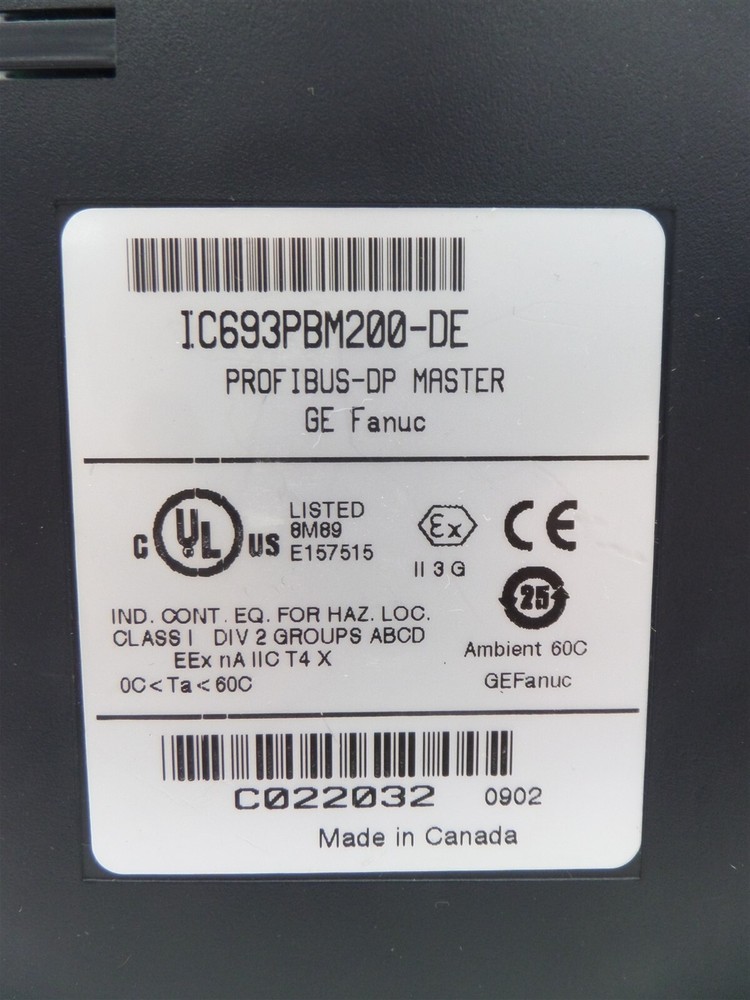 IC693PBM200-DE
PROFIBUS-DP MASTER
GE Fanuc
C UL US
LISTED
8M89
E157515
Ex
II 3 G
CE
25
IND. CONT. EQ. FOR HAZ. LOC.
CLASS I DIV 2 GROUPS ABCD
EEx nA IIC T4 X
0C<Ta<60C
Ambient 60C
GEFanuc
C022032 0902
Made in Canada